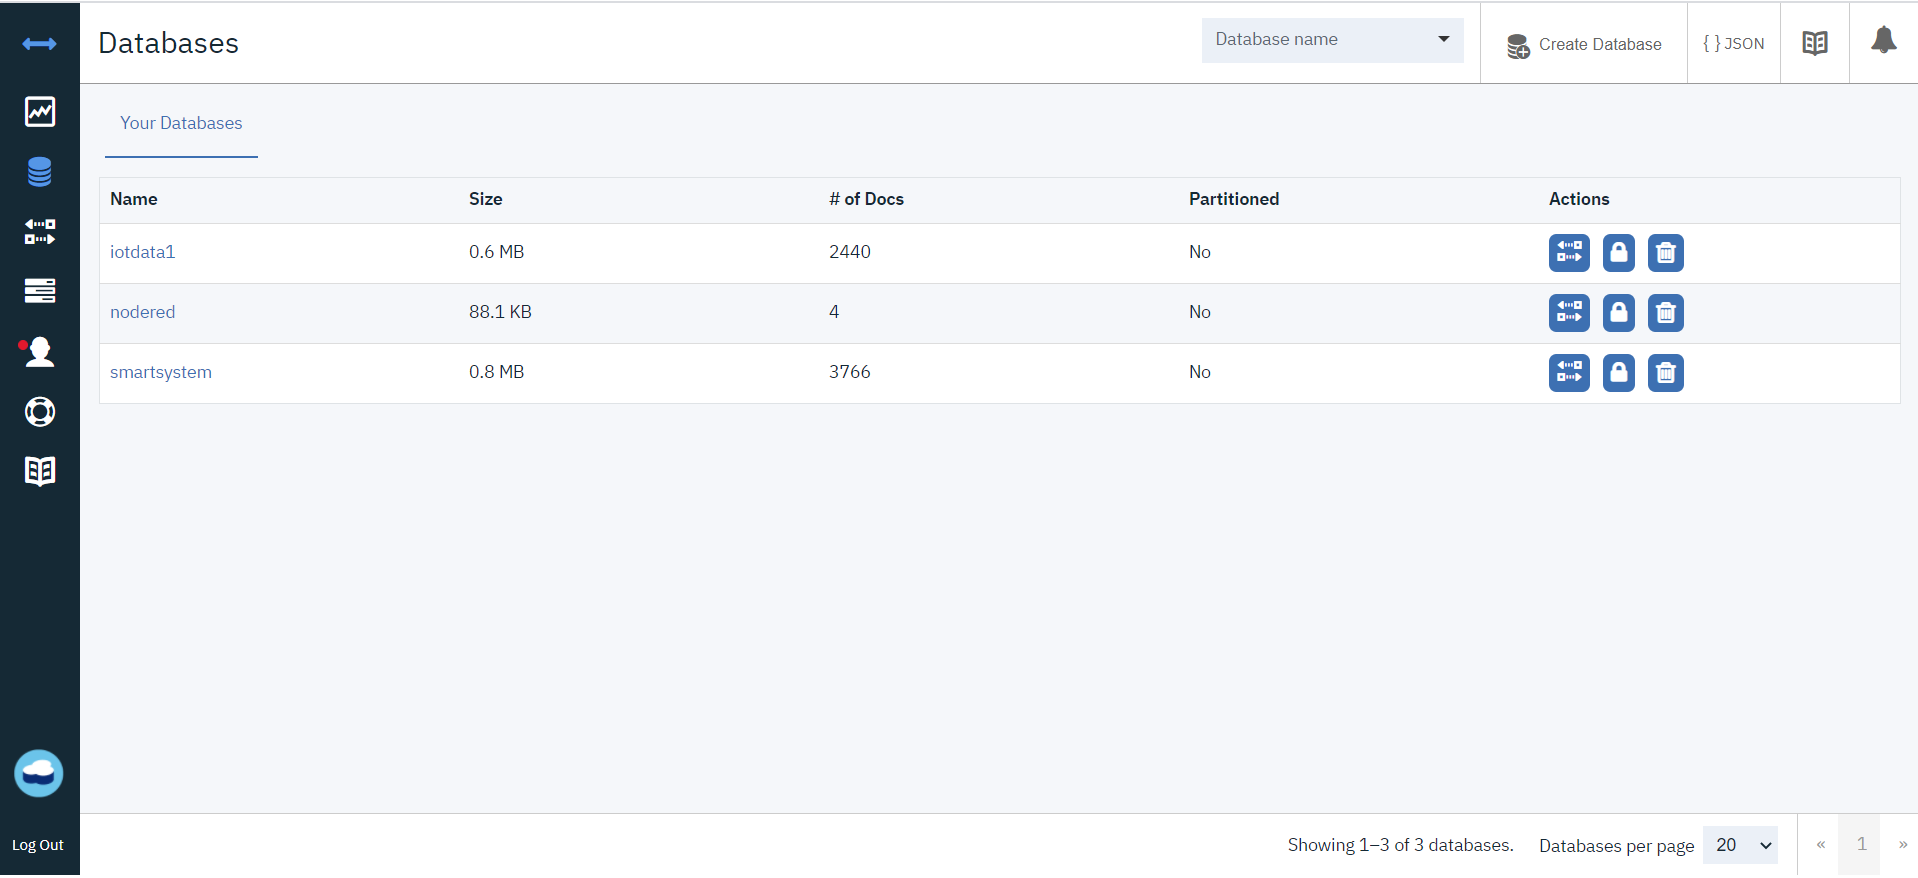 Databases
Database name
Create Database
{ } JSON
Your Databases
Name Size # of Docs Partitioned Actions
iotdata1 0.6 MB 2440 No
nodered 88.1 KB 4 No
smartsystem 0.8 MB 3766 No
Log Out
Showing 1–3 of 3 databases. Databases per page 20 « 1 »